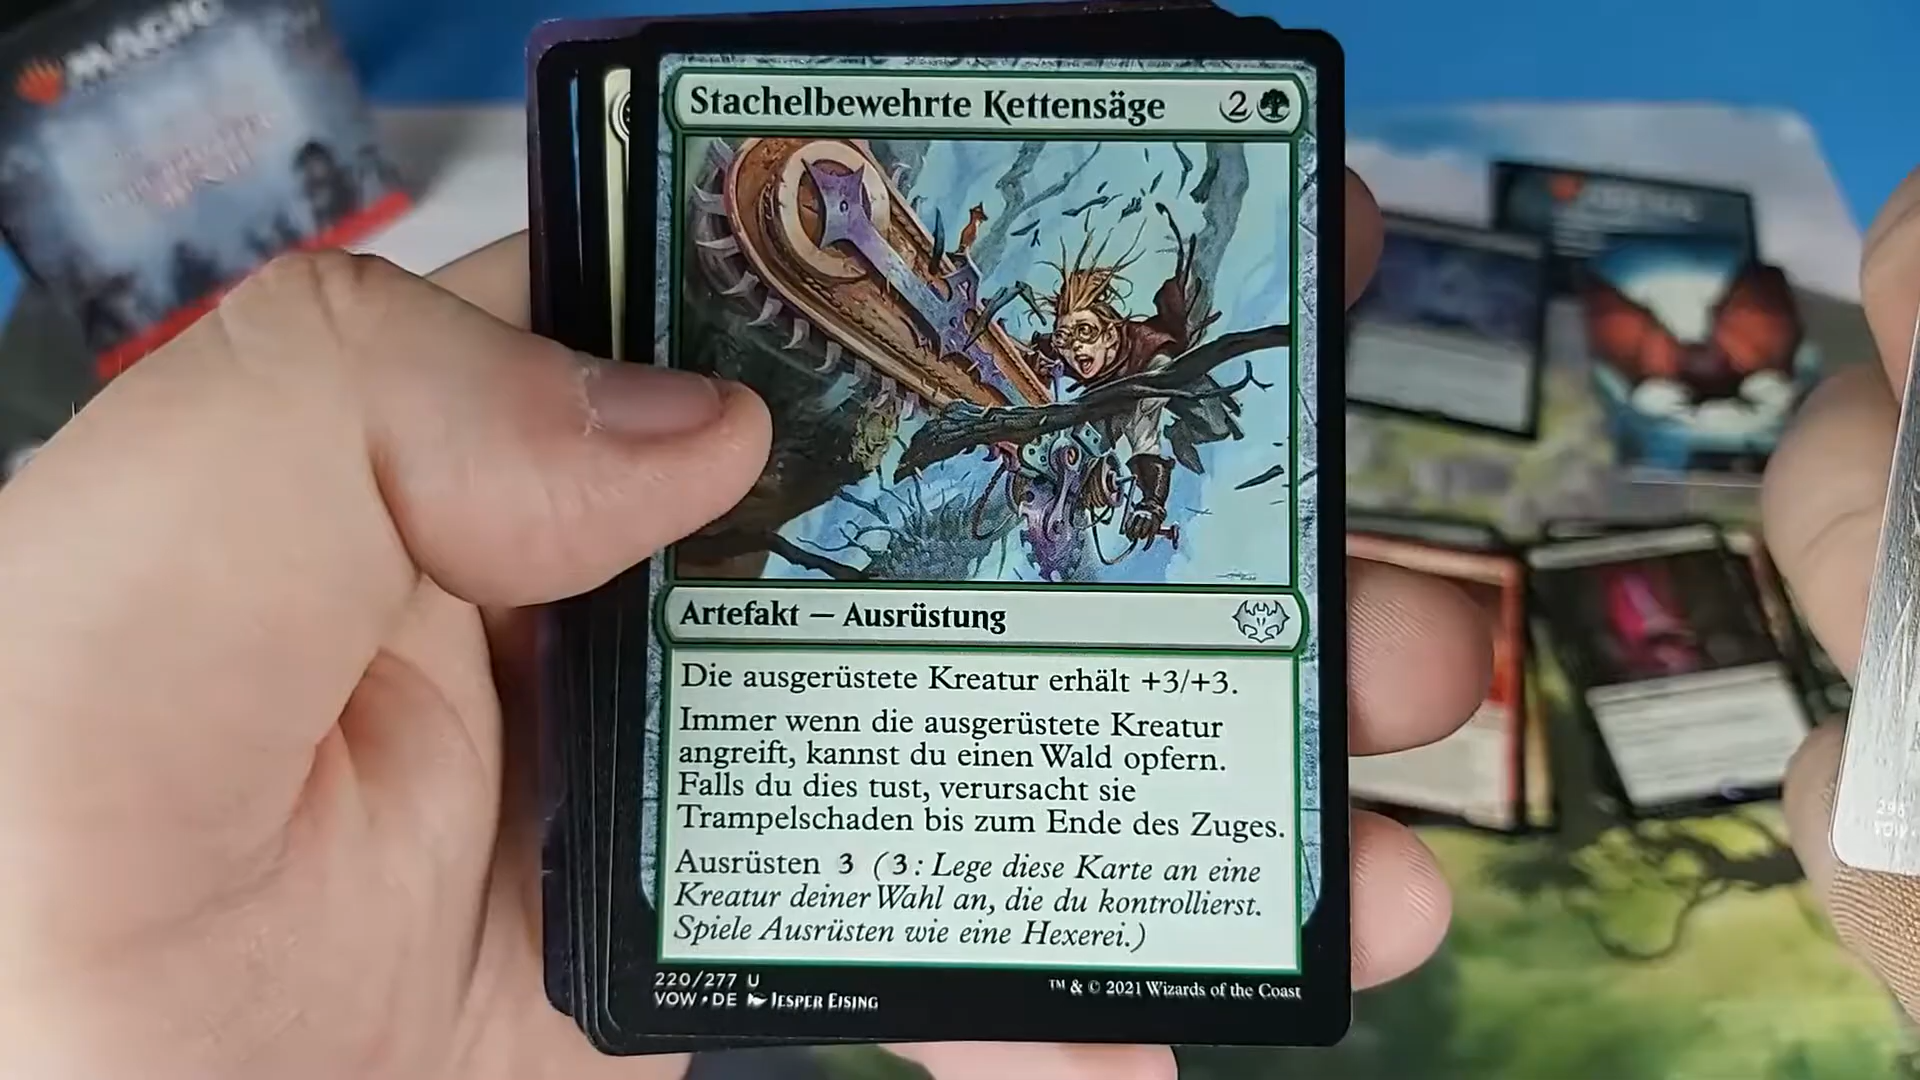 MAGIC
Stachelbewehrte Kettensäge 2
Artefakt — Ausrüstung
Die ausgerüstete Kreatur erhält +3/+3.
Immer wenn die ausgerüstete Kreatur
angreift, kannst du einen Wald opfern.
Falls du dies tust, verursacht sie
Trampelschaden bis zum Ende des Zuges.
Ausrüsten 3 (3: Lege diese Karte an eine
Kreatur deiner Wahl an, die du kontrollierst.
Spiele Ausrüsten wie eine Hexerei.)
220/277 U
VOW • DE Jesper Eising
™ & © 2021 Wizards of the Coast